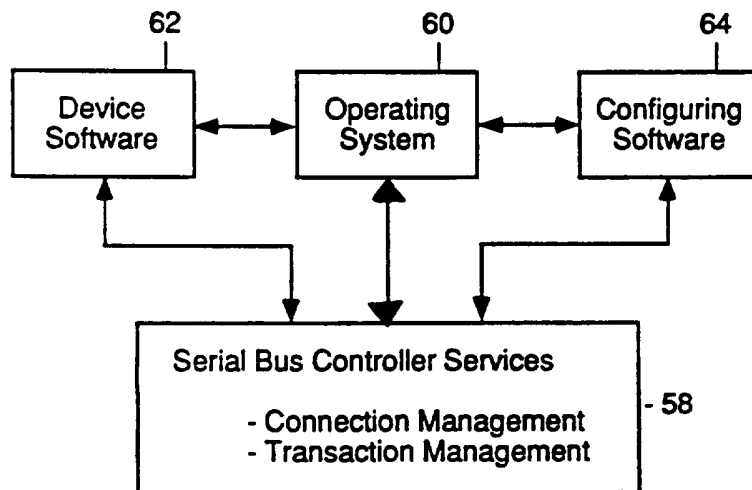 62
60
64
Device
Software
Operating
System
Configuring
Software
Serial Bus Controller Services
- Connection Management
- Transaction Management
58